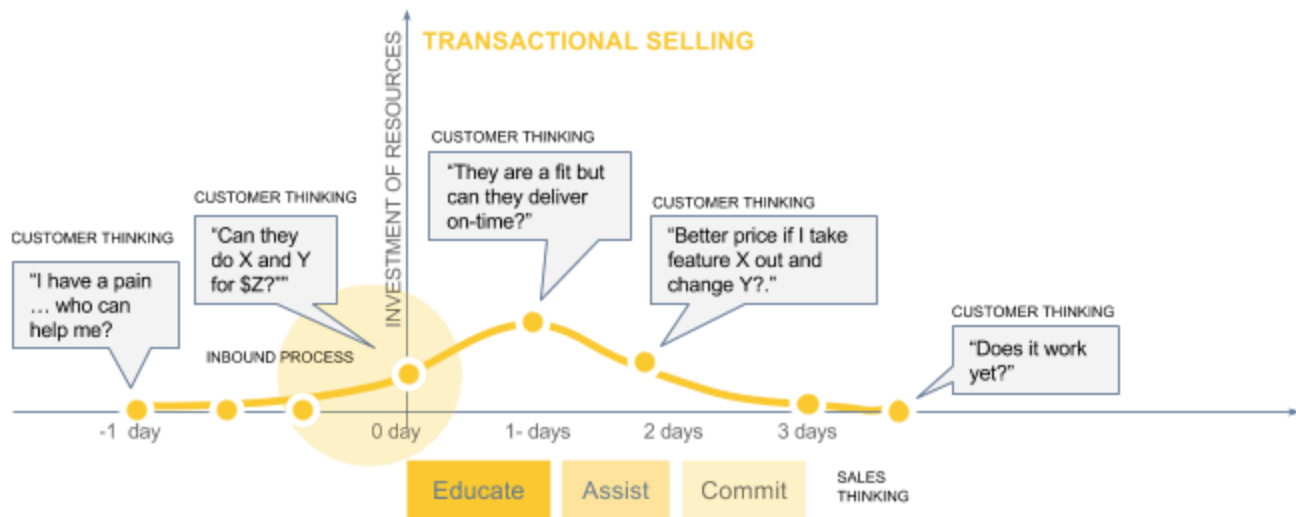 TRANSACTIONAL SELLING
INVESTMENT OF RESOURCES
CUSTOMER THINKING
“I have a pain
… who can
help me?
CUSTOMER THINKING
“Can they
do X and Y
for $Z?””
CUSTOMER THINKING
“They are a fit but
can they deliver
on-time?”
CUSTOMER THINKING
“Better price if I take
feature X out and
change Y?.”
CUSTOMER THINKING
“Does it work
yet?”
INBOUND PROCESS
-1 day
0 day
1- days
2 days
3 days
Educate
Assist
Commit
SALES
THINKING